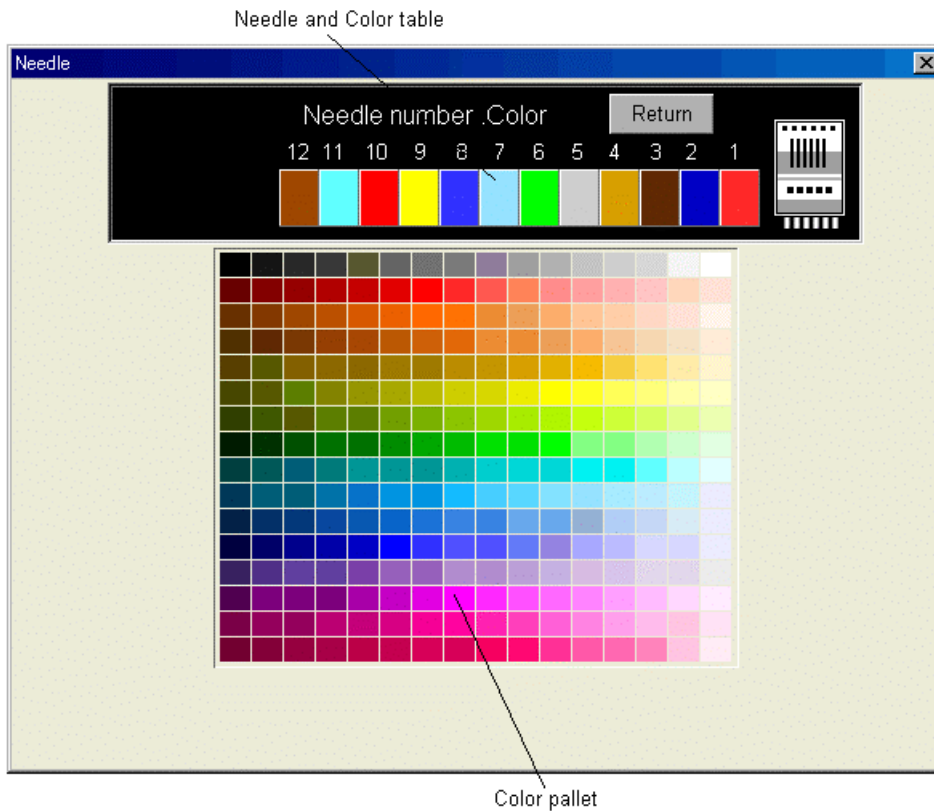 Needle and Color table
Needle
Needle number .Color
Return
12 11 10 9 8 7 6 5 4 3 2 1
Color pallet